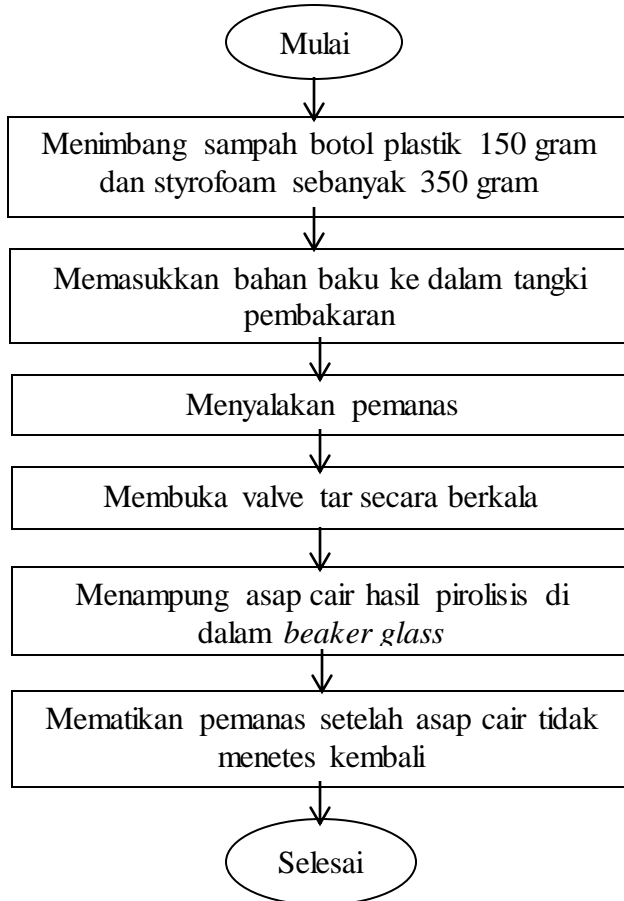 Mulai
Menimbang sampah botol plastik 150 gram
dan styrofoam sebanyak 350 gram
Memasukkan bahan baku ke dalam tangki
pembakaran
Menyalakan pemanas
Membuka valve tar secara berkala
Menampung asap cair hasil pirolisis di
dalam beaker glass
Mematikan pemanas setelah asap cair tidak
menetes kembali
Selesai